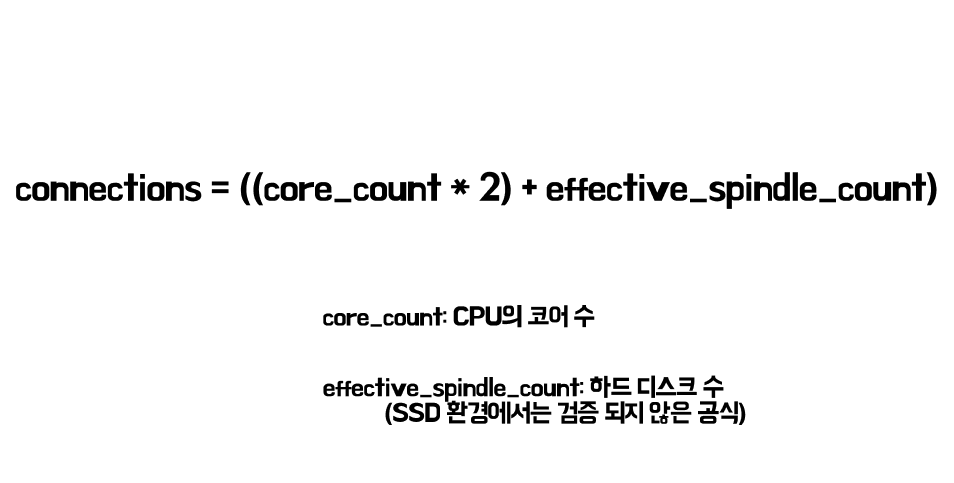 connections = ((core_count * 2) + effective_spindle_count)
core_count: CPU의 코어 수
effective_spindle_count: 하드 디스크 수
(SSD 환경에서는 검증 되지 않은 공식)